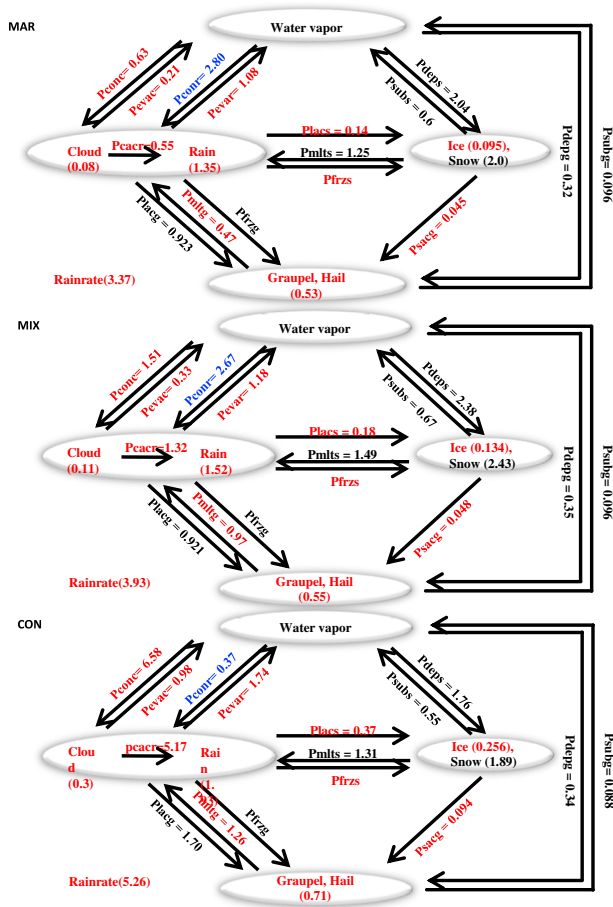 MAR
Water vapor
Pconc= 0.63
Pevac= 0.21
Pconr= 2.80
Pevar= 1.08
Pdeps = 2.04
Psubs = 0.6
Pdepg = 0.32
Psubg= 0.096
Pcacr=0.55
Cloud
(0.08)
Rain
(1.35)
Placs = 0.14
Pmlts = 1.25
Pfrzs
Ice (0.095),
Snow (2.0)
Placg = 0.923
Pmltg = 0.47
Pfrzg
Psacg = 0.045
Rainrate(3.37)
Graupel, Hail
(0.53)
MIX
Water vapor
Pconc= 1.51
Pevac= 0.33
Pconr= 2.67
Pevar= 1.18
Pdeps = 2.38
Psubs = 0.67
Pdepg = 0.35
Psubg= 0.096
Pcacr=1.32
Cloud
(0.11)
Rain
(1.52)
Placs = 0.18
Pmlts = 1.49
Pfrzs
Ice (0.134),
Snow (2.43)
Placg = 0.921
Pmltg = 0.97
Pfrzg
Psacg = 0.048
Rainrate(3.93)
Graupel, Hail
(0.55)
CON
Water vapor
Pconc= 6.58
Pevac= 0.98
Pconr= 0.37
Pevar= 1.74
Pdeps = 1.76
Psubs = 0.55
Pdepg = 0.34
Psubg= 0.088
pcacr=5.17
Clou
d
(0.3)
Rai
n
(1.
Placs = 0.37
Pmlts = 1.31
Pfrzs
Ice (0.256),
Snow (1.89)
Placg = 1.70
Pmltg = 1.26
Pfrzg
Psacg = 0.094
Rainrate(5.26)
Graupel, Hail
(0.71)